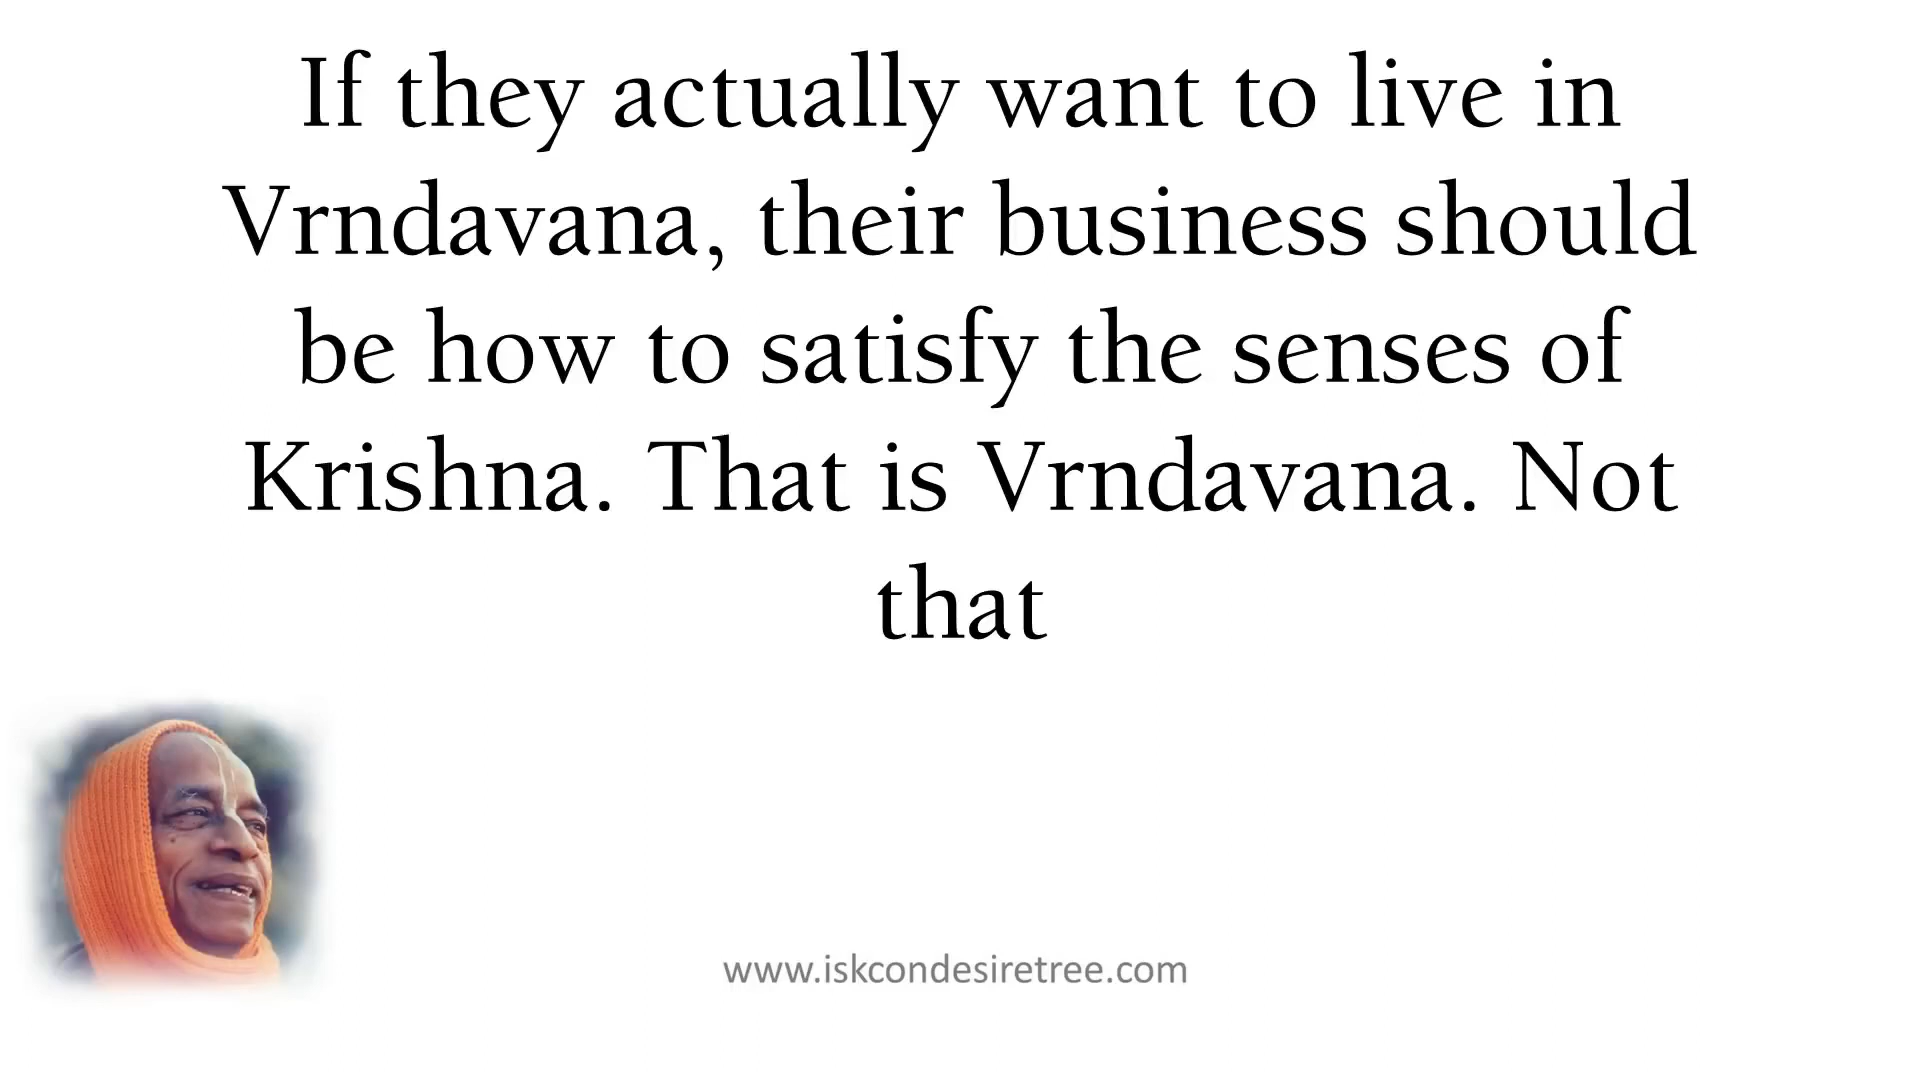 If they actually want to live in
Vrndavana, their business should
be how to satisfy the senses of
Krishna. That is Vrndavana. Not
that
www.iskcondesiretree.com